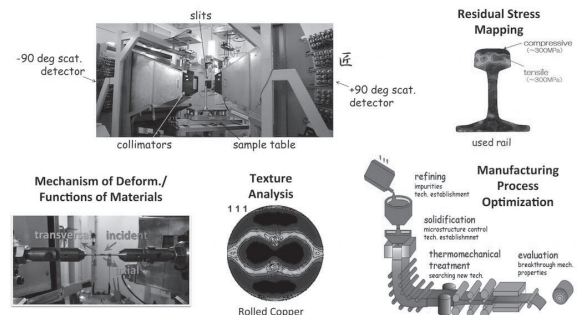 slits
-90 deg scat.
detector
匠
+90 deg scat.
detector
collimators
sample table
Residual Stress
Mapping
compressive
(~300MPa)
tensile
(~300MPa)
used rail
Mechanism of Deform./
Functions of Materials
transversal
incident
axial
Texture
Analysis
1 1 1
Rolled Copper
Manufacturing
Process
Optimization
refining
impurities
tech. establishment
solidification
microstructure control
tech. establishmnet
thermomechanical
treatment
searching new tech.
evaluation
breakthrough mech.
properties